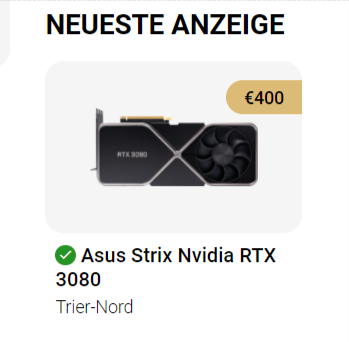 NEUESTE ANZEIGE
€400
RTX 3080
Asus Strix Nvidia RTX
3080
Trier-Nord